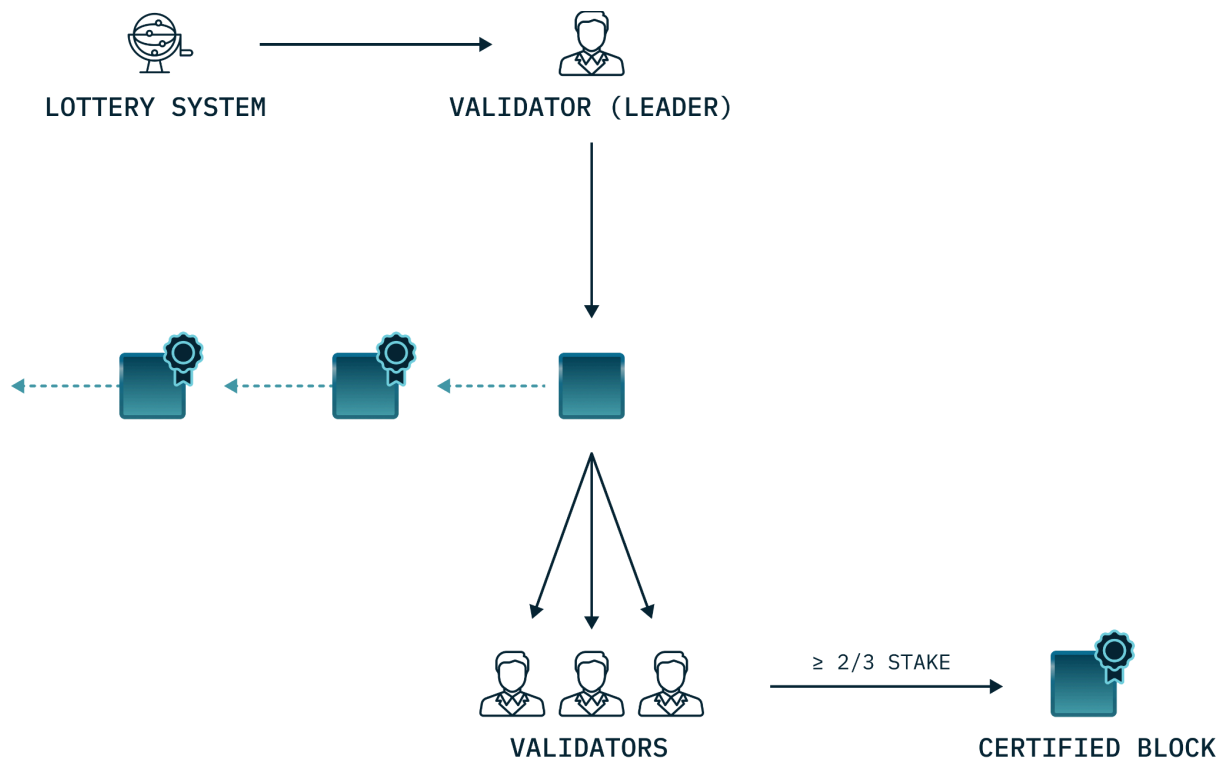 LOTTERY SYSTEM
VALIDATOR (LEADER)
≥ 2/3 STAKE
VALIDATORS
CERTIFIED BLOCK